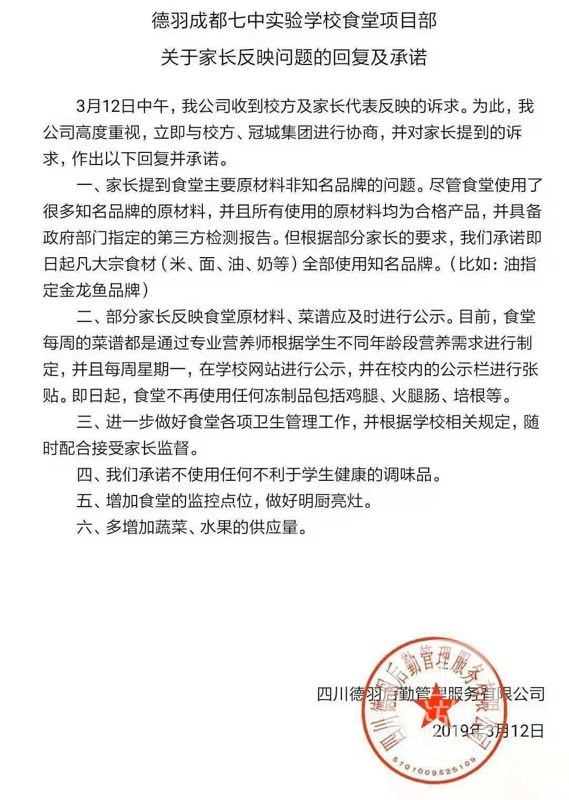 德羽成都七中实验学校食堂项目部
关于家长反映问题的回复及承诺
3月12日中午，我公司收到校方及家长代表反映的诉求。为此，我
公司高度重视，立即与校方、冠城集团进行协商，并对家长提到的诉
求，作出以下回复并承诺。
一、家长提到食堂主要原材料非知名品牌的问题。尽管食堂使用了
很多知名品牌的原材料，并且所有使用的原材料均为合格产品，并具备
政府部门指定的第三方检测报告。但根据部分家长的要求，我们承诺即
日起凡大宗食材（米、面、油、奶等）全部使用知名品牌。（比如：油指
定金龙鱼品牌）
二、部分家长反映食堂原材料、菜谱应及时进行公示。目前，食堂
每周的菜谱都是通过专业营养师根据学生不同年龄段营养需求进行制
定，并且每周星期一，在学校网站进行公示，并在校内的公示栏进行张
贴。即日起，食堂不再使用任何冻制品包括鸡腿、火腿肠、培根等。
三、进一步做好食堂各项卫生管理工作，并根据学校相关规定，随
时配合接受家长监督。
四、我们承诺不使用任何不利于学生健康的调味品。
五、增加食堂的监控点位，做好明厨亮灶。
六、多增加蔬菜、水果的供应量。
四川德羽后勤管理服务有限公司
2019年3月12日
四川德羽后勤管理服务有限公司
5101009525109